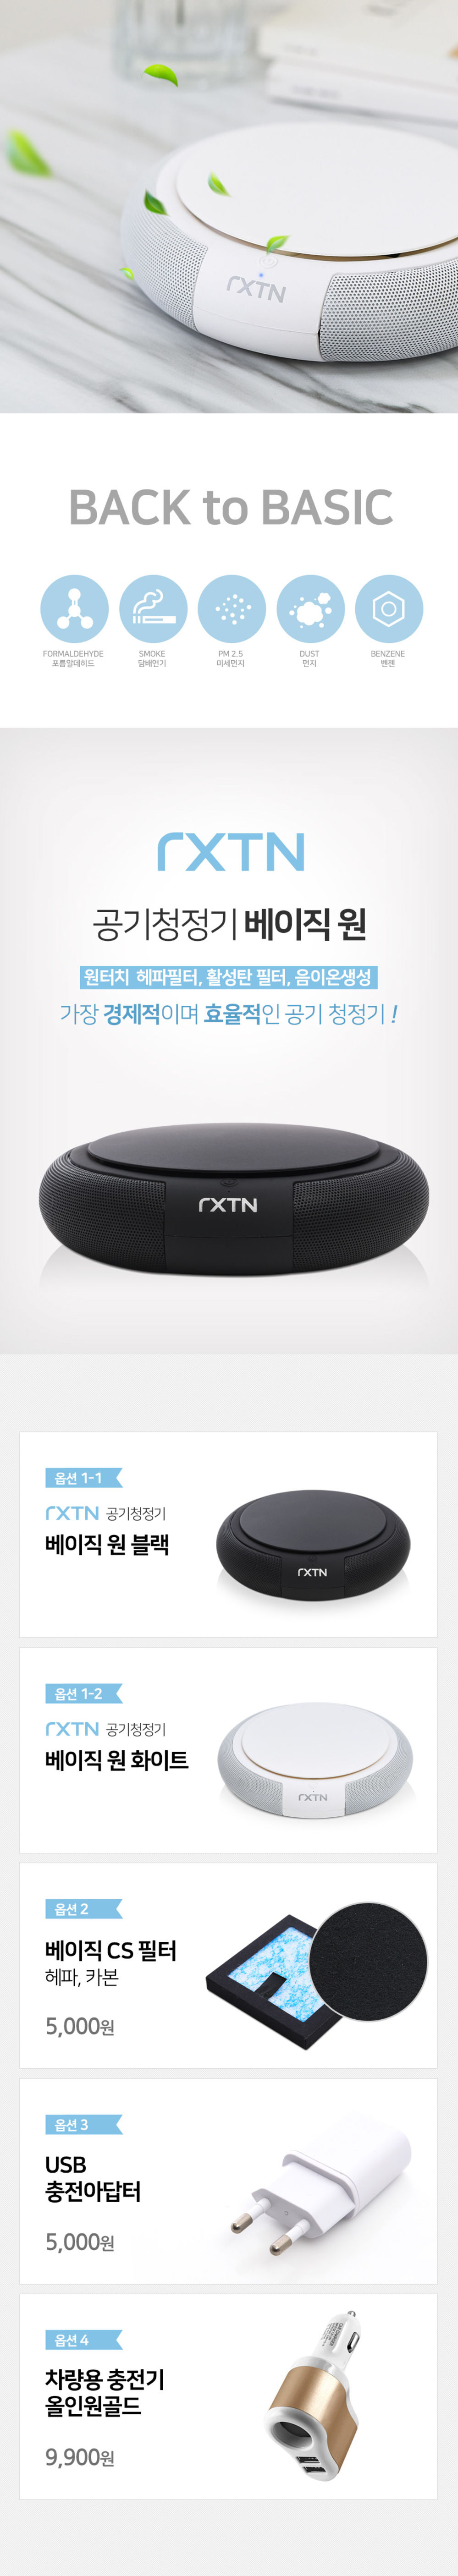 rXTN
BACK to BASIC
FORMALDEHYDE
포름알데히드
SMOKE
담배연기
PM 2.5
미세먼지
DUST
먼지
BENZENE
벤젠
rXTN
공기청정기 베이직 원
원터치 헤파필터, 활성탄 필터, 음이온생성
가장 경제적이며 효율적인 공기 청정기 !
rXTN
옵션 1-1
rXTN 공기청정기
베이직 원 블랙
rXTN
옵션 1-2
rXTN 공기청정기
베이직 원 화이트
rXTN
옵션 2
베이직 CS 필터
헤파, 카본
5,000원
옵션 3
USB
충전아답터
5,000원
옵션 4
차량용 충전기
올인원골드
9,900원